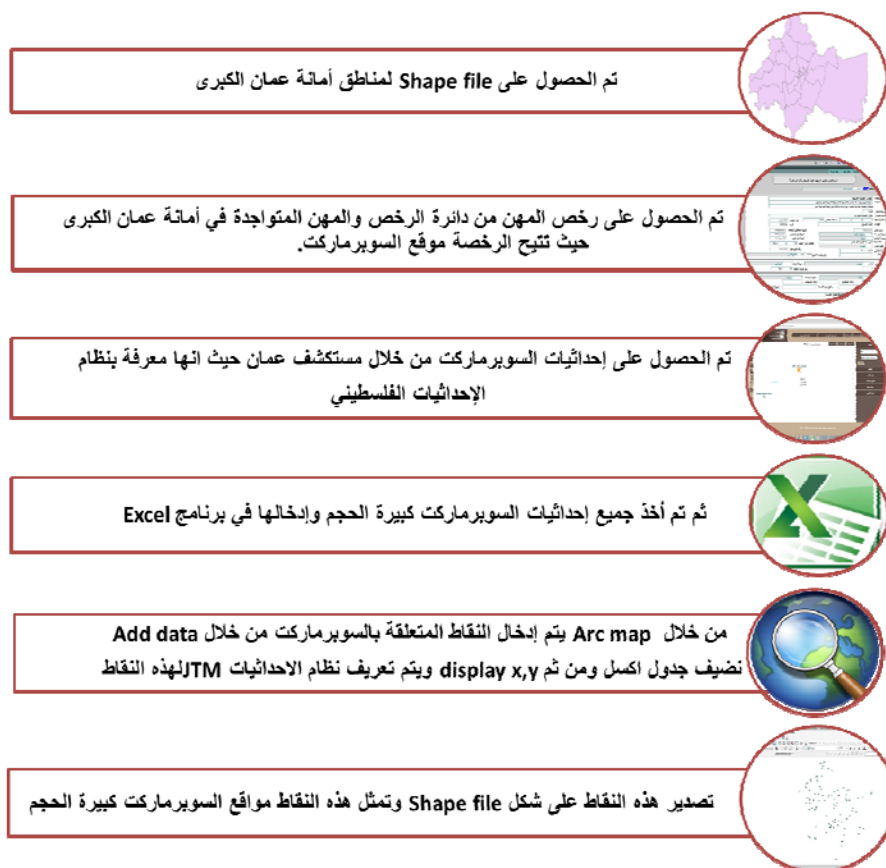 تم الحصول على Shape file لمناطق أمانة عمان الكبرى
تم الحصول على رخص المهن من دائرة الرخص والمهن المتواجدة في أمانة عمان الكبرى
حيث تتيح الرخصة موقع السوبرماركت.
تم الحصول على إحداثيات السوبرماركت من خلال مستكشف عمان حيث انها معرفة بنظام
الإحداثيات الفلسطيني
ثم تم أخذ جميع إحداثيات السوبرماركت كبيرة الحجم وإدخالها في برنامج Excel
من خلال Arc map يتم إدخال النقاط المتعلقة بالسوبرماركت من خلال Add data
نضيف جدول اكسل ومن ثم display x,y ويتم تعريف نظام الاحداثيات JTMلهذه النقاط
تصدير هذه النقاط على شكل Shape file وتمثل هذه النقاط مواقع السوبرماركت كبيرة الحجم